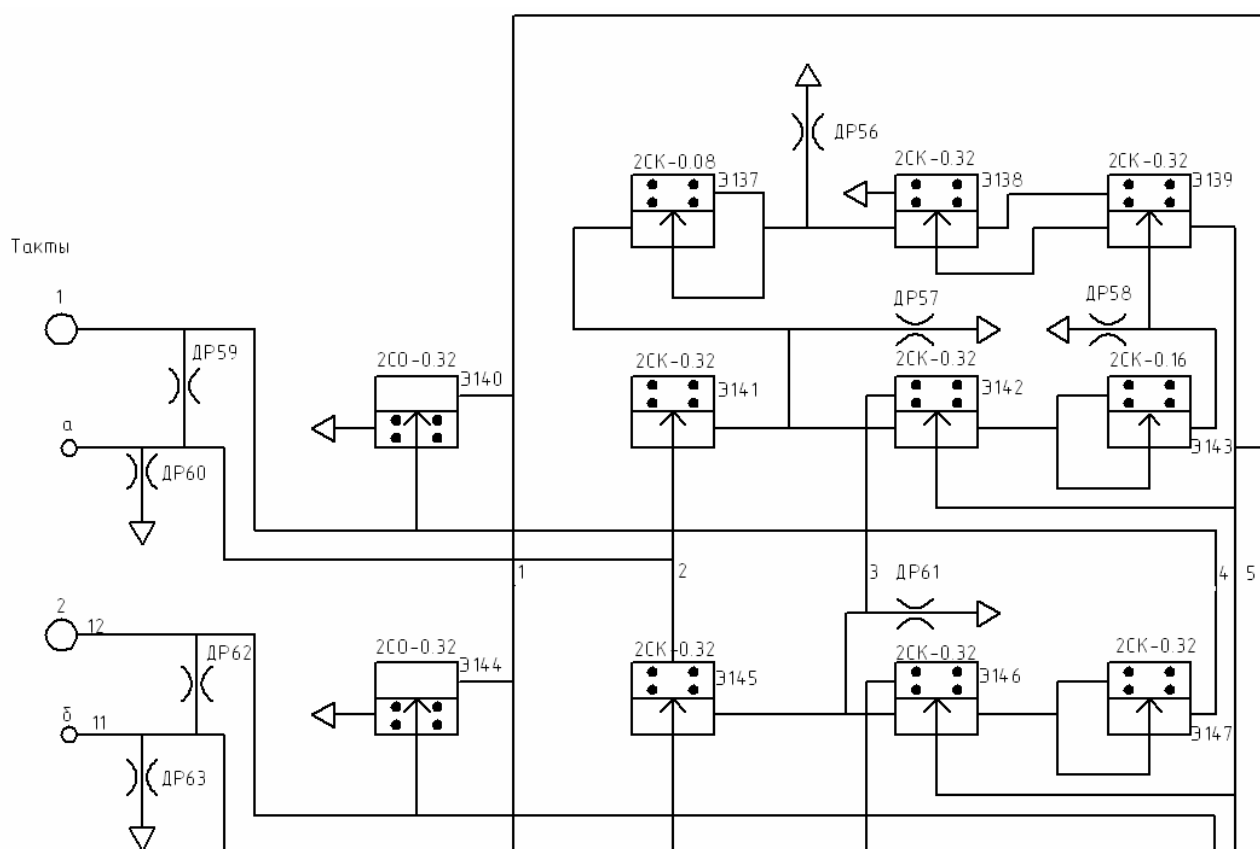 ДР56
2СК-0.08
2СК-0.32
2СК-0.32
Э137
Э138
Э139
Такты
1
ДР57
ДР58
ДР59
2СО-0.32
2СК-0.32
2СК-0.32
2СК-0.16
Э140
Э141
Э142
а
Э143
ДР60
1
2
3
ДР61
4
5
2
12
ДР62
2СО-0.32
2СК-0.32
2СК-0.32
2СК-0.32
Э144
Э145
Э146
б
11
Э147
ДР63